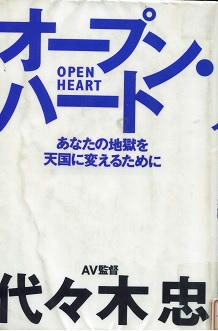 オープン・
ハート
OPEN
HEART
あなたの地獄を
天国に変えるために
AV監督
代々木 忠